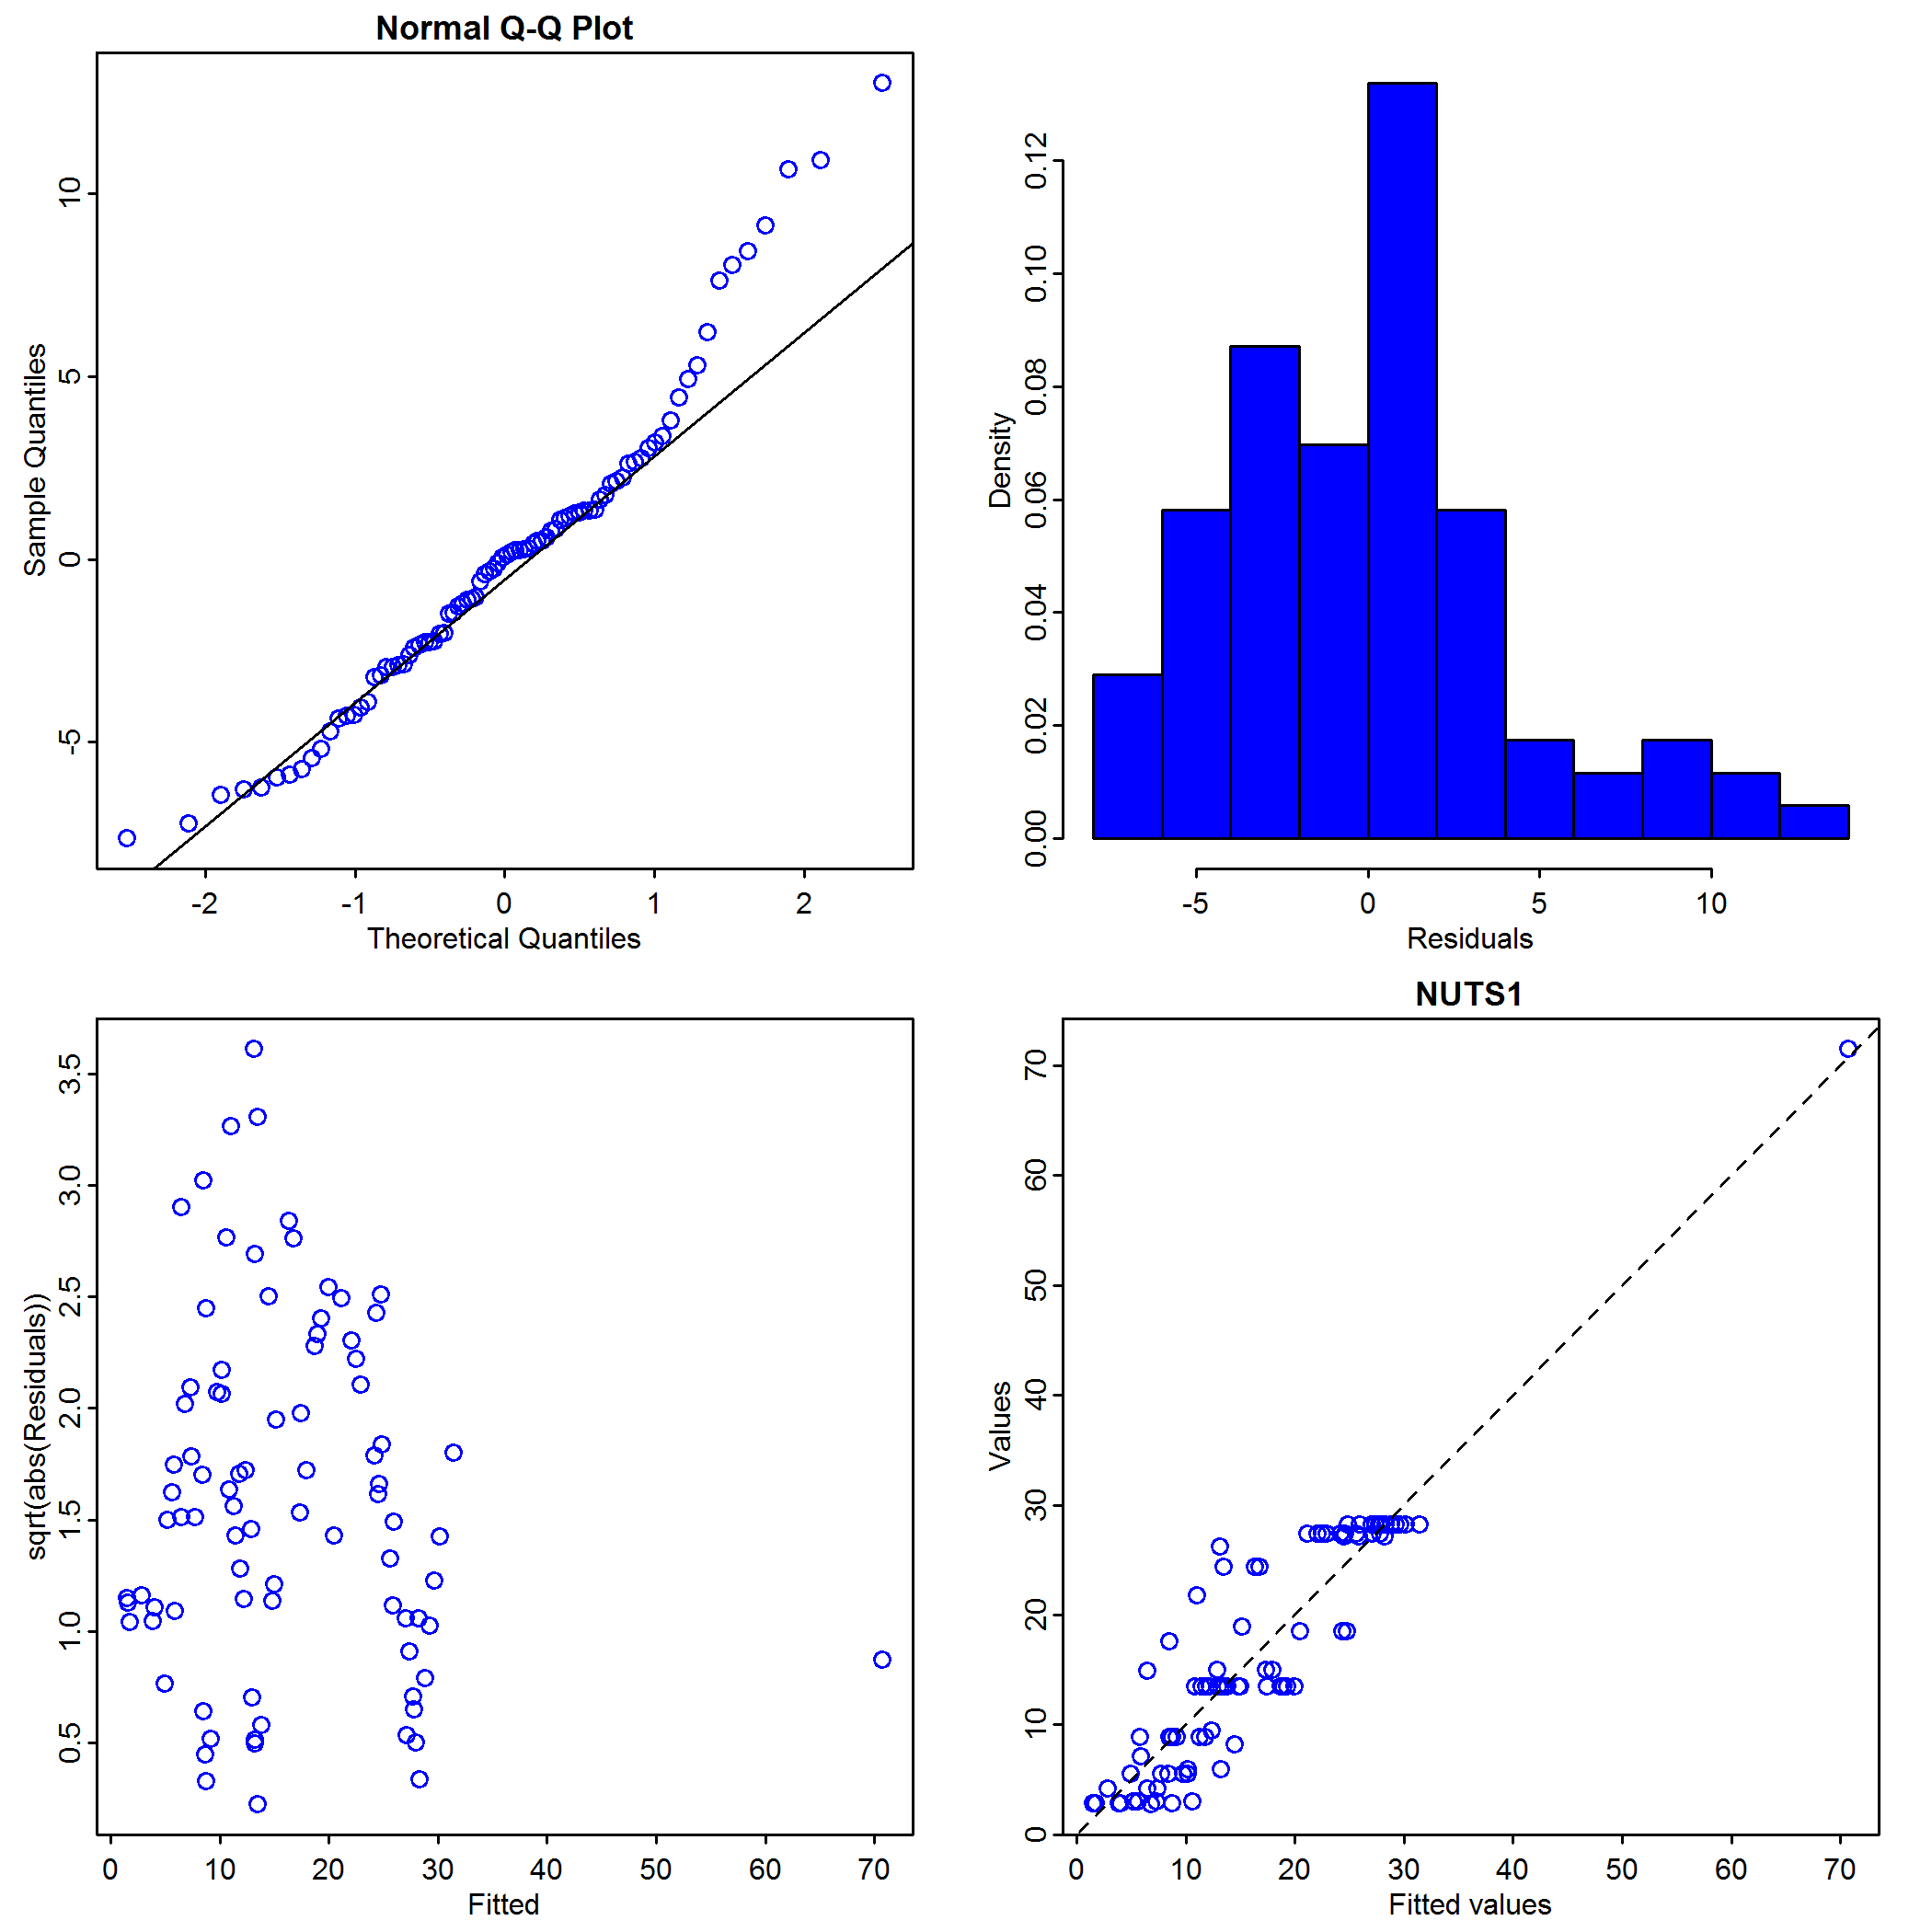 Normal Q-Q Plot
10
5
0
-5
Sample Quantiles
-2 -1 0 1 2
Theoretical Quantiles
0.12
0.10
0.08
0.06
0.04
0.02
0.00
Density
-5 0 5 10
Residuals
3.5
3.0
2.5
2.0
1.5
1.0
0.5
sqrt(abs(Residuals))
0 10 20 30 40 50 60 70
Fitted
NUTS1
70
60
50
40
30
20
10
0
Values
0 10 20 30 40 50 60 70
Fitted values